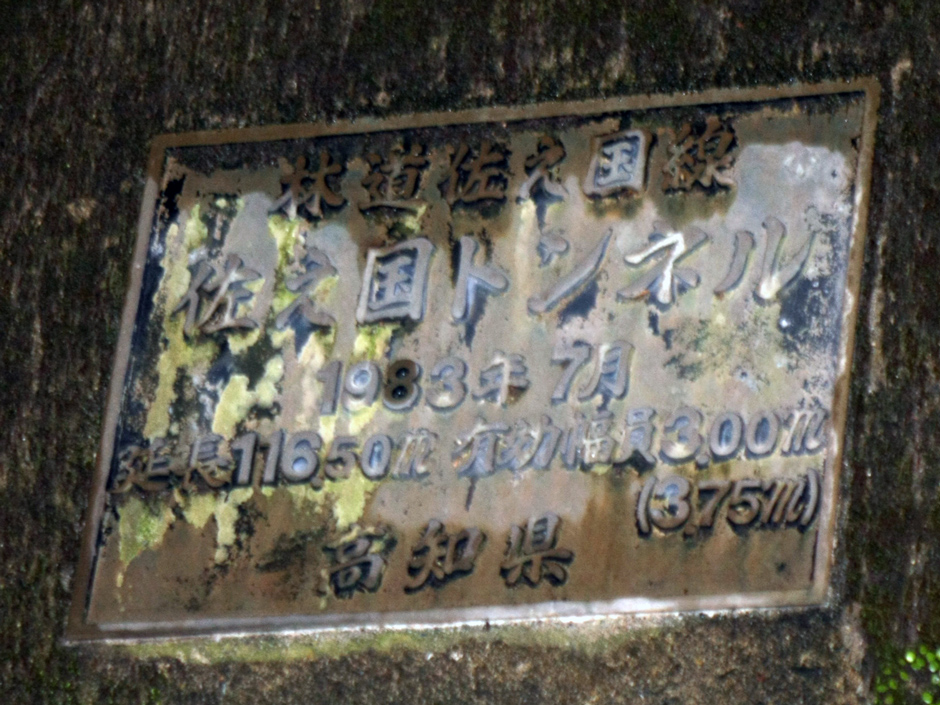 林道佐之国線
佐之国トンネル
1983年7月
延長116.50m 有効幅員3.00m
(3.75m)
高知県